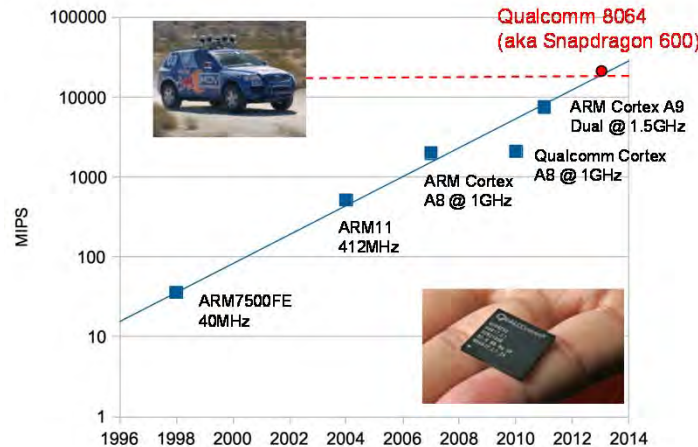 Qualcomm 8064
(aka Snapdragon 600)
100000
10000
1000
100
10
1
MIPS
ARM Cortex A9
Dual @ 1.5GHz
Qualcomm Cortex
A8 @ 1GHz
ARM Cortex
A8 @ 1GHz
ARM11
412MHz
ARM7500FE
40MHz
QUALCOMM
1996 1998 2000 2002 2004 2006 2008 2010 2012 2014